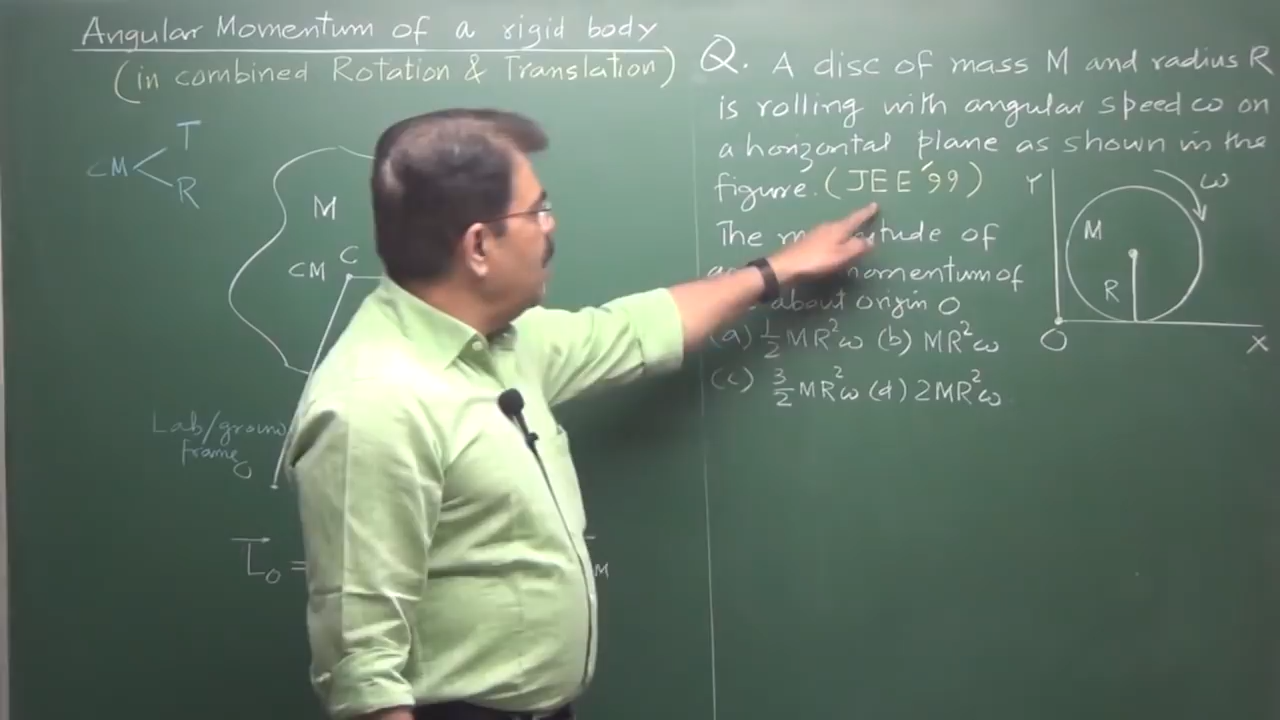 Angular Momentum of a rigid body
(in combined Rotation & Translation)
CM
T
R
M
CM
C
Lab/ground
frame
O
L⃗₀ =
M
Q. A disc of mass M and radius R
is rolling with angular speed ω on
a horizontal plane as shown in the
figure. (JEE'99)
The of
momentum of
about origin O
(a) ½MR²ω (b) MR²ω
(c) 3/2 MR²ω (d) 2MR²ω
Y
ω
M
R
O
X